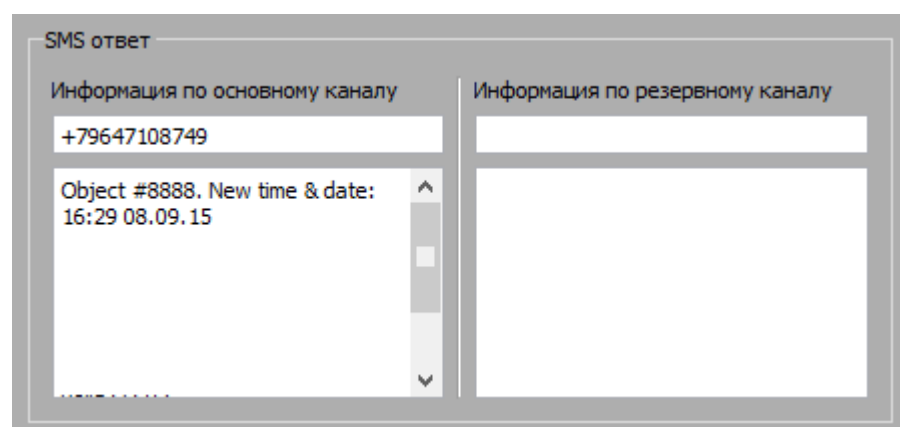 SMS ответ
Информация по основному каналу
Информация по резервному каналу
+79647108749
Object #8888. New time & date:
16:29 08.09.15